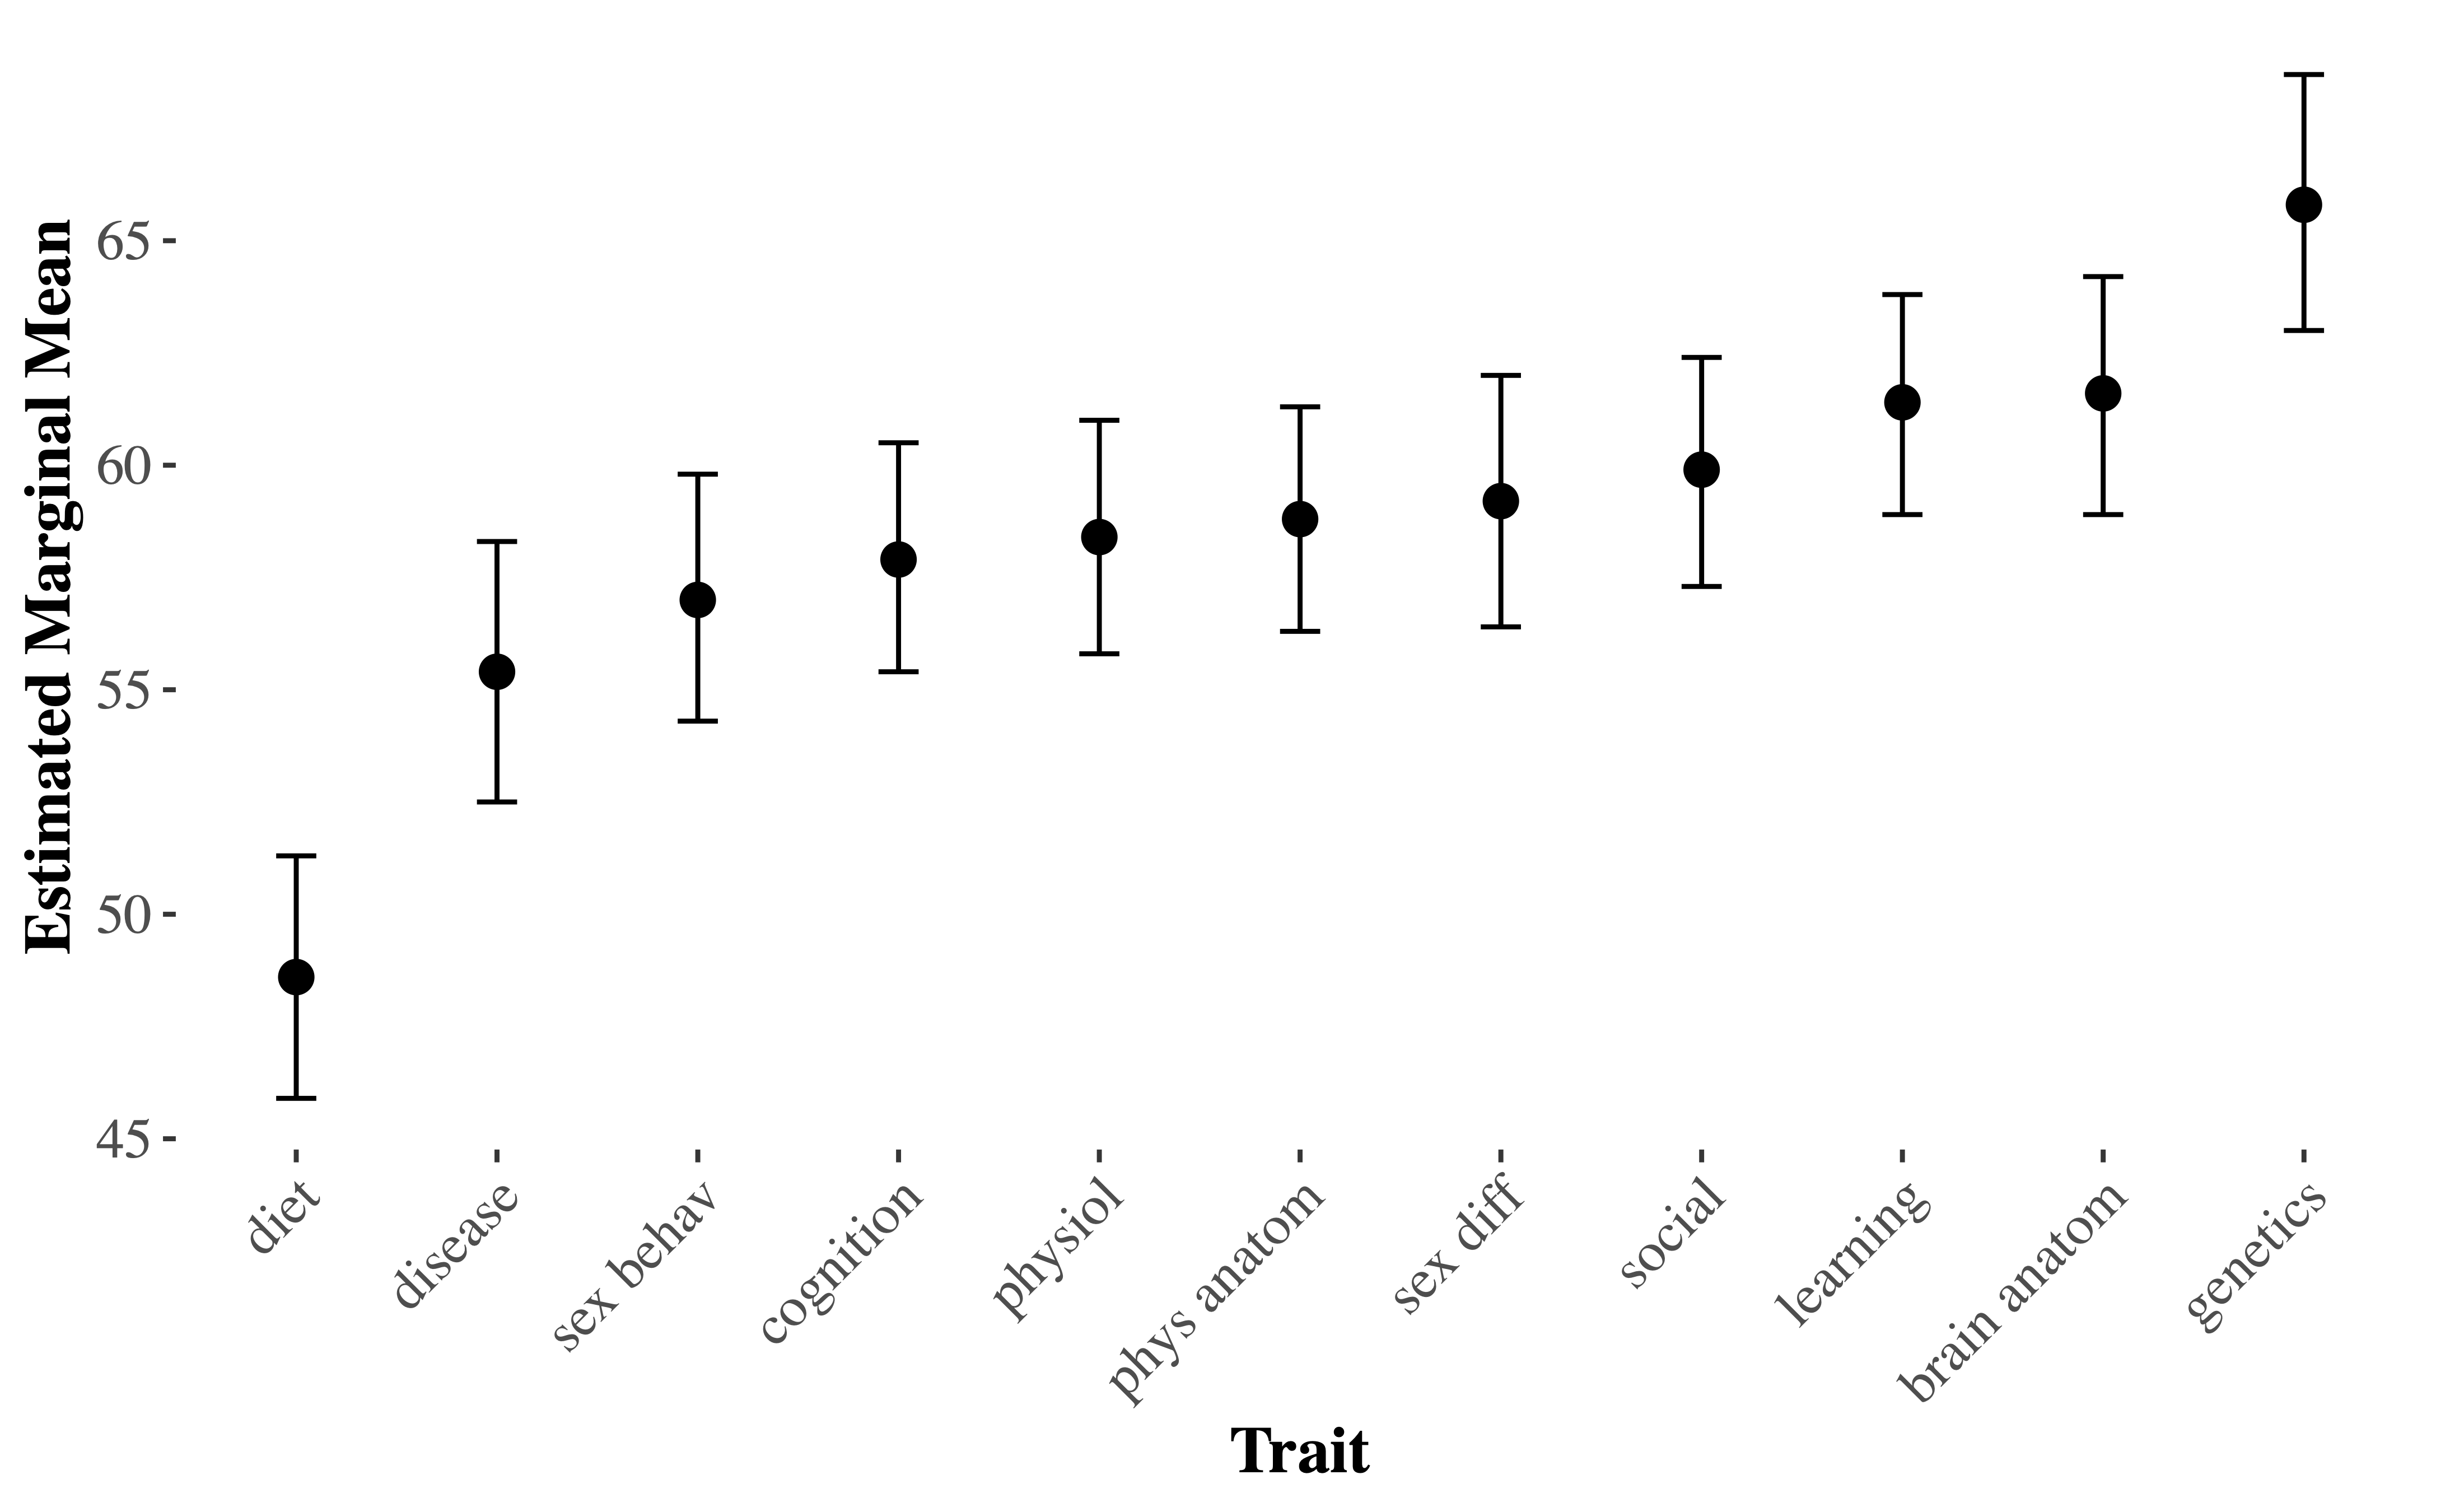 Estimated Marginal Mean
65
60
55
50
45
diet
disease
sex behav
cognition
physiol
phys anatom
sex diff
social
learning
brain anatom
genetics
Trait